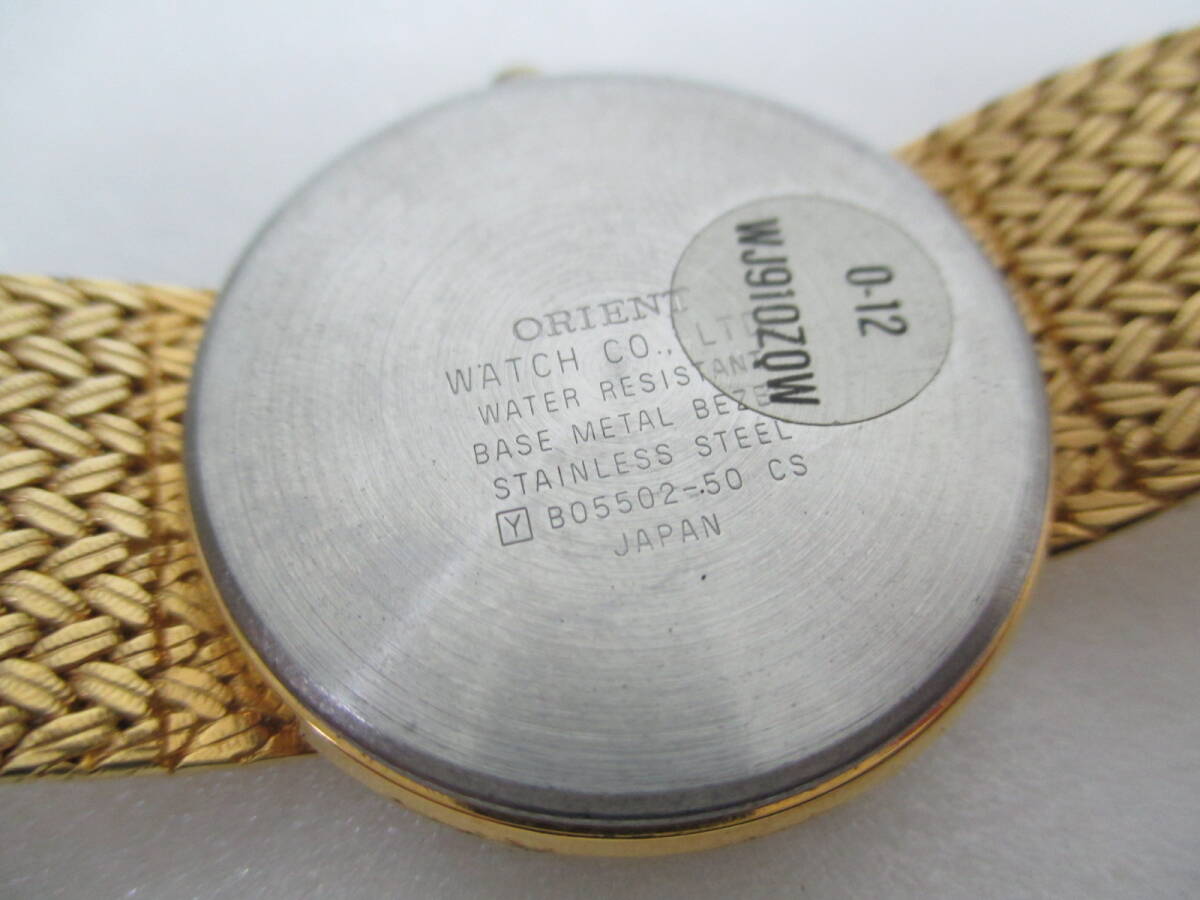 ORIENT
WATCH CO., LTD
WATER RESISTANT
BASE METAL BEZEL
STAINLESS STEEL
Y B05502-50 CS
JAPAN
0-12
WJ910ZQW